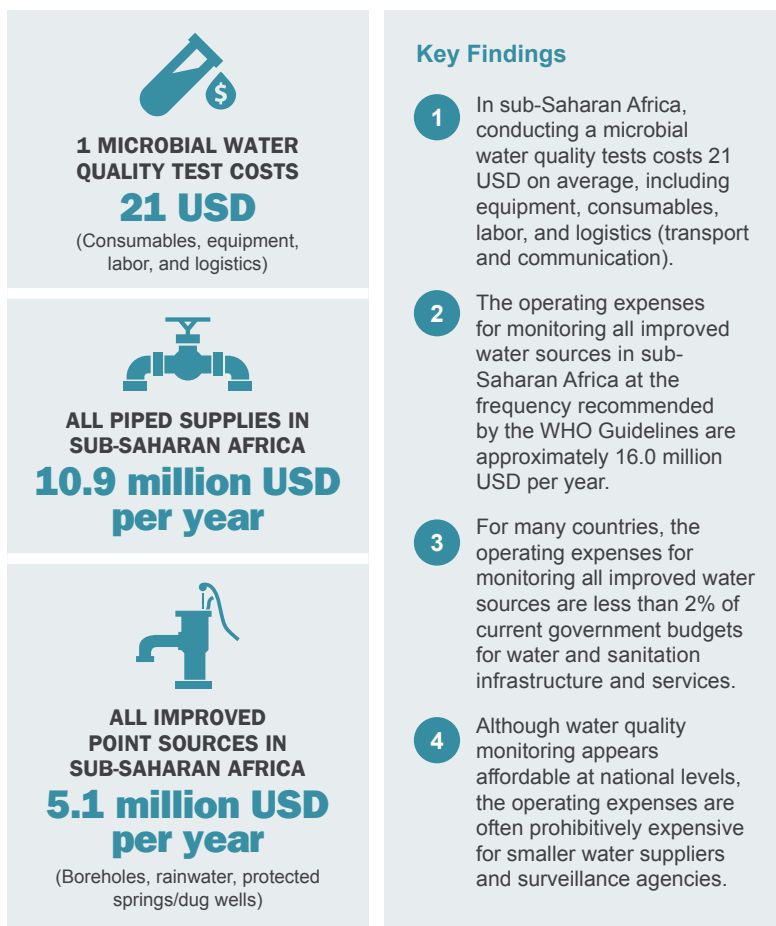 $
1 MICROBIAL WATER
QUALITY TEST COSTS
21 USD
(Consumables, equipment,
labor, and logistics)
ALL PIPED SUPPLIES IN
SUB-SAHARAN AFRICA
10.9 million USD
per year
ALL IMPROVED
POINT SOURCES IN
SUB-SAHARAN AFRICA
5.1 million USD
per year
(Boreholes, rainwater, protected
springs/dug wells)
Key Findings
1
In sub-Saharan Africa,
conducting a microbial
water quality tests costs 21
USD on average, including
equipment, consumables,
labor, and logistics (transport
and communication).
2
The operating expenses
for monitoring all improved
water sources in sub-
Saharan Africa at the
frequency recommended
by the WHO Guidelines are
approximately 16.0 million
USD per year.
3
For many countries, the
operating expenses for
monitoring all improved water
sources are less than 2% of
current government budgets
for water and sanitation
infrastructure and services.
4
Although water quality
monitoring appears
affordable at national levels,
the operating expenses are
often prohibitively expensive
for smaller water suppliers
and surveillance agencies.